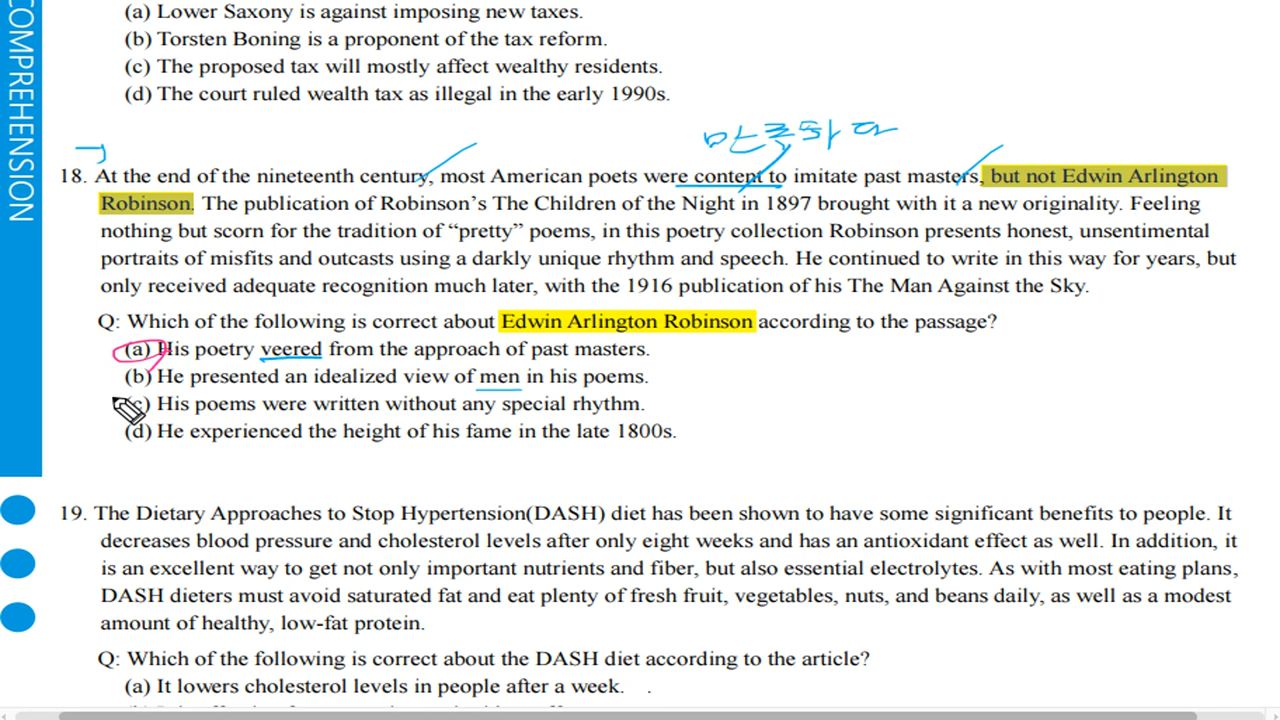 COMPREHENSION
(a) Lower Saxony is against imposing new taxes.
(b) Torsten Boning is a proponent of the tax reform.
(c) The proposed tax will mostly affect wealthy residents.
(d) The court ruled wealth tax as illegal in the early 1990s.
만족하다
18. At the end of the nineteenth century, most American poets were content to imitate past masters, but not Edwin Arlington
Robinson. The publication of Robinson’s The Children of the Night in 1897 brought with it a new originality. Feeling
nothing but scorn for the tradition of “pretty” poems, in this poetry collection Robinson presents honest, unsentimental
portraits of misfits and outcasts using a darkly unique rhythm and speech. He continued to write in this way for years, but
only received adequate recognition much later, with the 1916 publication of his The Man Against the Sky.
Q: Which of the following is correct about Edwin Arlington Robinson according to the passage?
(a) His poetry veered from the approach of past masters.
(b) He presented an idealized view of men in his poems.
(c) His poems were written without any special rhythm.
(d) He experienced the height of his fame in the late 1800s.
19. The Dietary Approaches to Stop Hypertension(DASH) diet has been shown to have some significant benefits to people. It
decreases blood pressure and cholesterol levels after only eight weeks and has an antioxidant effect as well. In addition, it
is an excellent way to get not only important nutrients and fiber, but also essential electrolytes. As with most eating plans,
DASH dieters must avoid saturated fat and eat plenty of fresh fruit, vegetables, nuts, and beans daily, as well as a modest
amount of healthy, low-fat protein.
Q: Which of the following is correct about the DASH diet according to the article?
(a) It lowers cholesterol levels in people after a week.